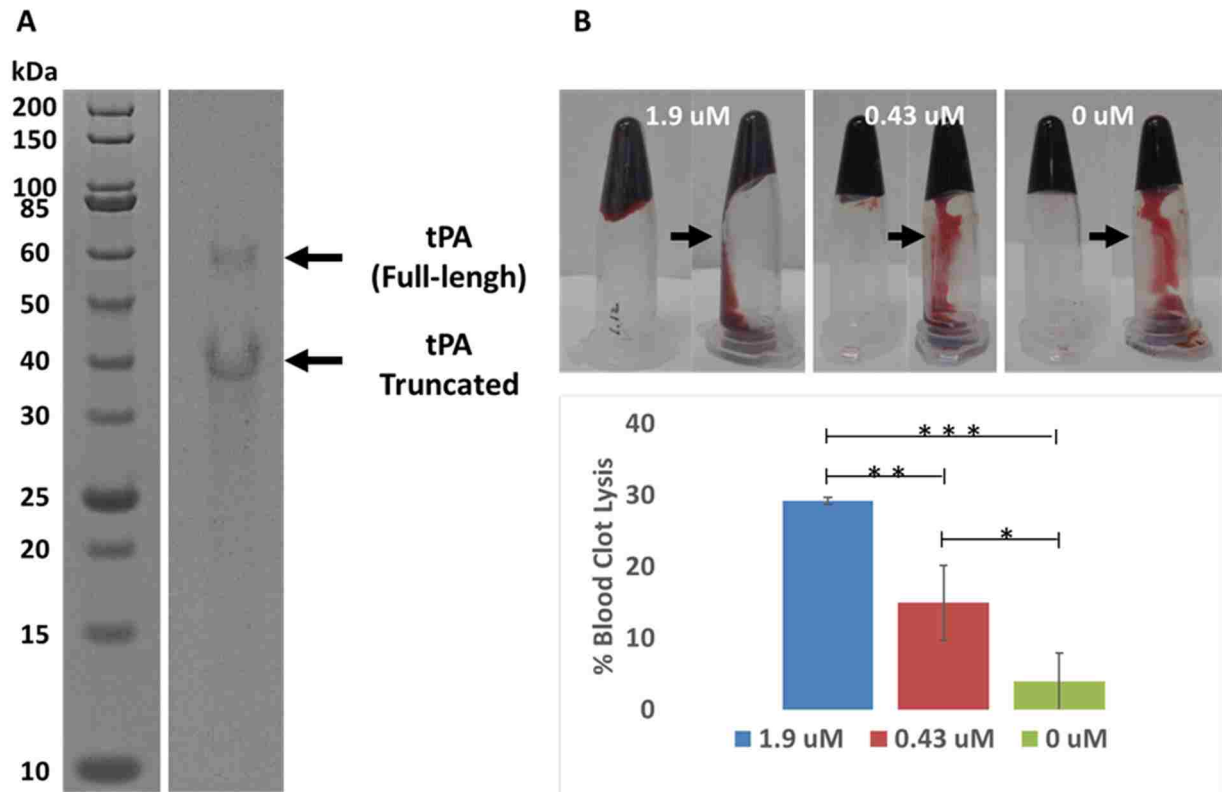 A
kDa
200
150
100
85
60
50
40
30
25
20
15
10
tPA
(Full-lengh)
tPA
Truncated
B
1.9 uM
0.43 uM
0 uM
% Blood Clot Lysis
40
30
20
10
0
* * *
* *
*
1.9 uM 0.43 uM 0 uM